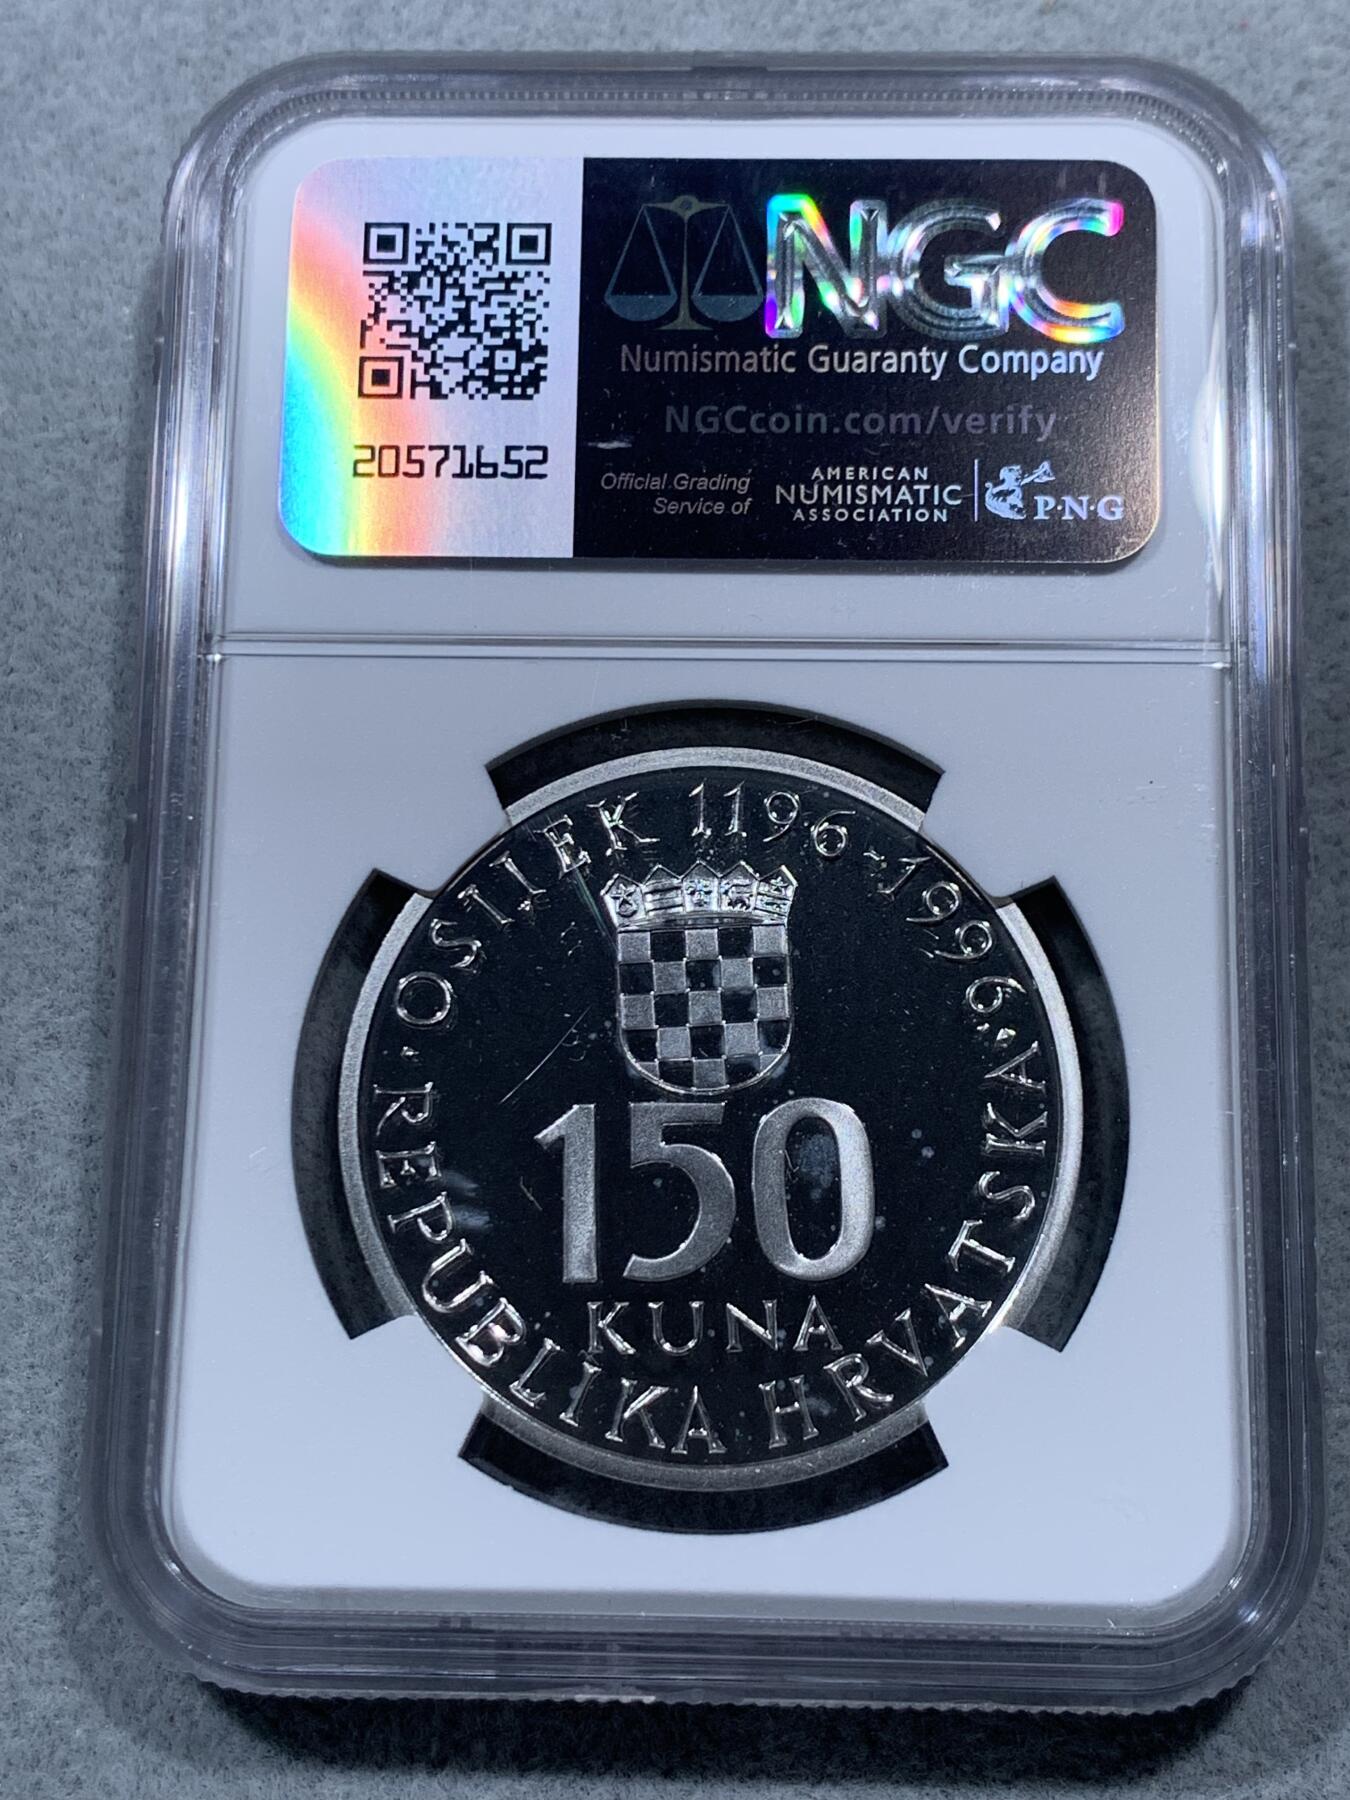 NGC
Numismatic Guaranty Company
NGCcoin.com/verify
20571652
Official Grading
Service of
AMERICAN
NUMISMATIC
ASSOCIATION
P·N·G
OSIJEK 1196-1996
150
KUNA
REPUBLIKA HRVATSKA